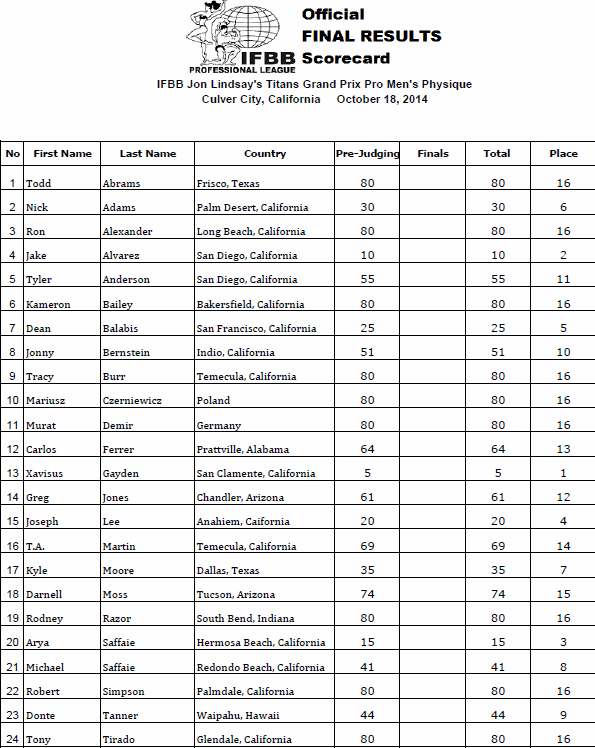 Official
FINAL RESULTS
IFBB Scorecard
PROFESSIONAL LEAGUE
IFBB Jon Lindsay's Titans Grand Prix Pro Men's Physique
Culver City, California October 18, 2014
No First Name Last Name Country Pre-Judging Finals Total Place
1 Todd Abrams Frisco, Texas 80 80 16
2 Nick Adams Palm Desert, California 30 30 6
3 Ron Alexander Long Beach, California 80 80 16
4 Jake Alvarez San Diego, California 10 10 2
5 Tyler Anderson San Diego, California 55 55 11
6 Kameron Bailey Bakersfield, California 80 80 16
7 Dean Balabis San Francisco, California 25 25 5
8 Jonny Bernstein Indio, California 51 51 10
9 Tracy Burr Temecula, California 80 80 16
10 Mariusz Czerniewicz Poland 80 80 16
11 Murat Demir Germany 80 80 16
12 Carlos Ferrer Prattville, Alabama 64 64 13
13 Xavisus Gayden San Clamente, California 5 5 1
14 Greg Jones Chandler, Arizona 61 61 12
15 Joseph Lee Anahiem, Caifornia 20 20 4
16 T.A. Martin Temecula, California 69 69 14
17 Kyle Moore Dallas, Texas 35 35 7
18 Darnell Moss Tucson, Arizona 74 74 15
19 Rodney Razor South Bend, Indiana 80 80 16
20 Arya Saffaie Hermosa Beach, California 15 15 3
21 Michael Saffaie Redondo Beach, California 41 41 8
22 Robert Simpson Palmdale, California 80 80 16
23 Donte Tanner Waipahu, Hawaii 44 44 9
24 Tony Tirado Glendale, California 80 80 16